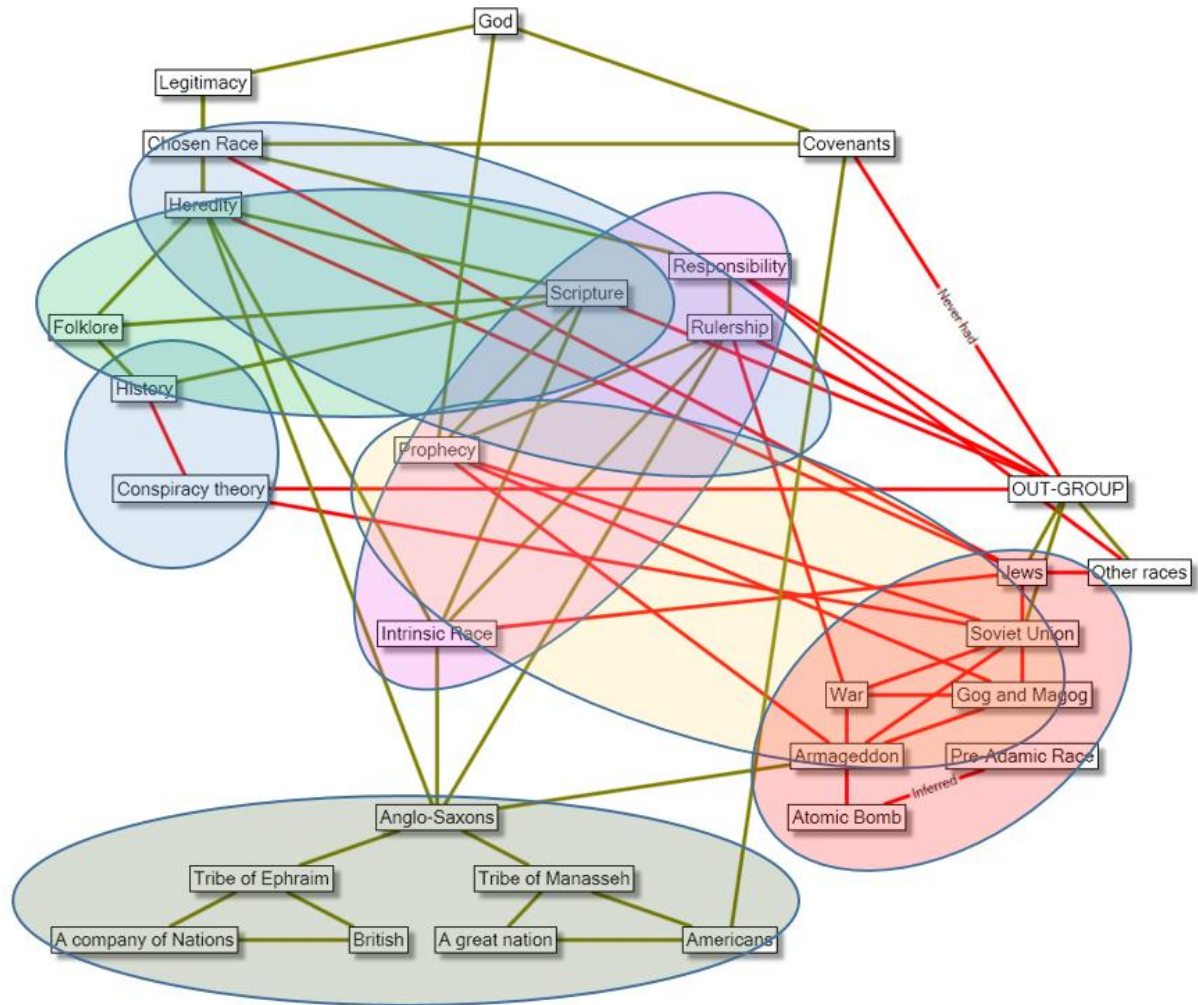 God
Legitimacy
Chosen Race
Covenants
Heredity
Responsibility
Scripture
Never had
Folklore
Rulership
History
Prophecy
Conspiracy theory
OUT-GROUP
Jews
Other races
Intrinsic Race
Soviet Union
War
Gog and Magog
Armageddon
Pre-Adamic Race
Inferred
Anglo-Saxons
Atomic Bomb
Tribe of Ephraim
Tribe of Manasseh
A company of Nations
British
A great nation
Americans